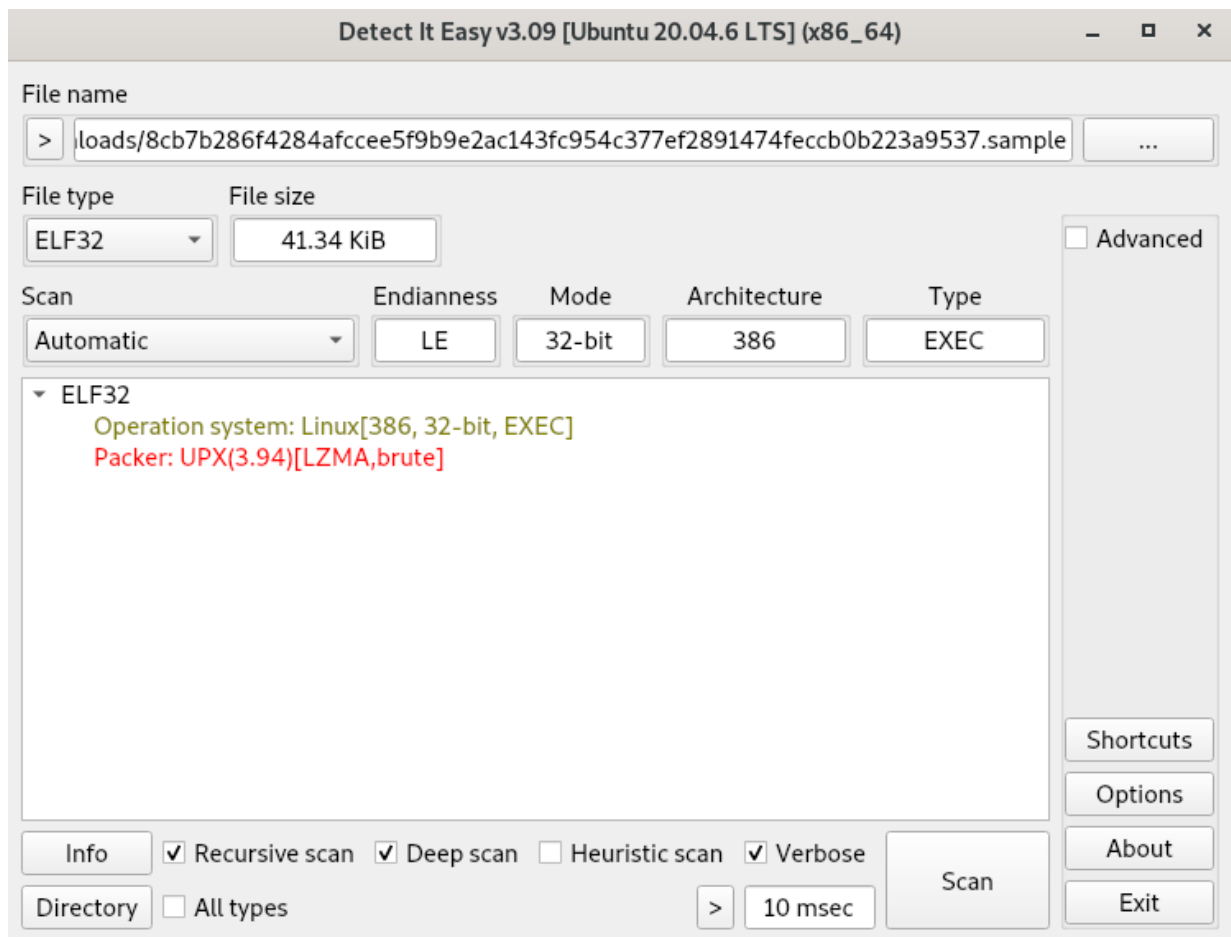 Detect It Easy v3.09 [Ubuntu 20.04.6 LTS] (x86_64)
File name
> loads/8cb7b286f4284afccee5f9b9e2ac143fc954c377ef2891474feccb0b223a9537.sample ...
File type File size
ELF32 41.34 KiB
Advanced
Scan Endianness Mode Architecture Type
Automatic LE 32-bit 386 EXEC
ELF32
Operation system: Linux[386, 32-bit, EXEC]
Packer: UPX(3.94)[LZMA,brute]
Shortcuts
Options
Info Recursive scan Deep scan Heuristic scan Verbose
About
Scan
Directory All types > 10 msec
Exit